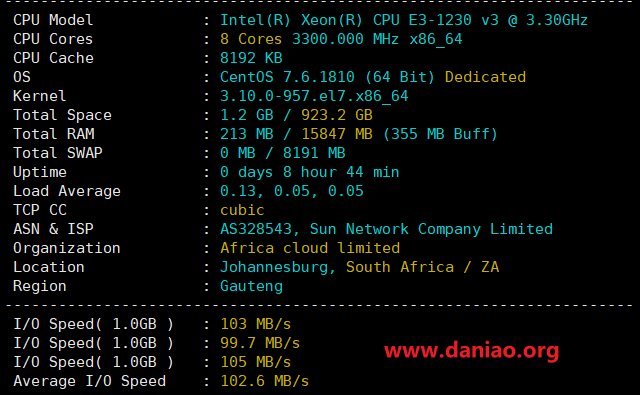 CPU Model : Intel(R) Xeon(R) CPU E3-1230 v3 @ 3.30GHz
CPU Cores : 8 Cores 3300.000 MHz x86_64
CPU Cache : 8192 KB
OS : CentOS 7.6.1810 (64 Bit) Dedicated
Kernel : 3.10.0-957.el7.x86_64
Total Space : 1.2 GB / 923.2 GB
Total RAM : 213 MB / 15847 MB (355 MB Buff)
Total SWAP : 0 MB / 8191 MB
Uptime : 0 days 8 hour 44 min
Load Average : 0.13, 0.05, 0.05
TCP CC : cubic
ASN & ISP : AS328543, Sun Network Company Limited
Organization : Africa cloud limited
Location : Johannesburg, South Africa / ZA
Region : Gauteng
I/O Speed( 1.0GB ) : 103 MB/s
I/O Speed( 1.0GB ) : 99.7 MB/s
I/O Speed( 1.0GB ) : 105 MB/s
Average I/O Speed : 102.6 MB/s
www.daniao.org